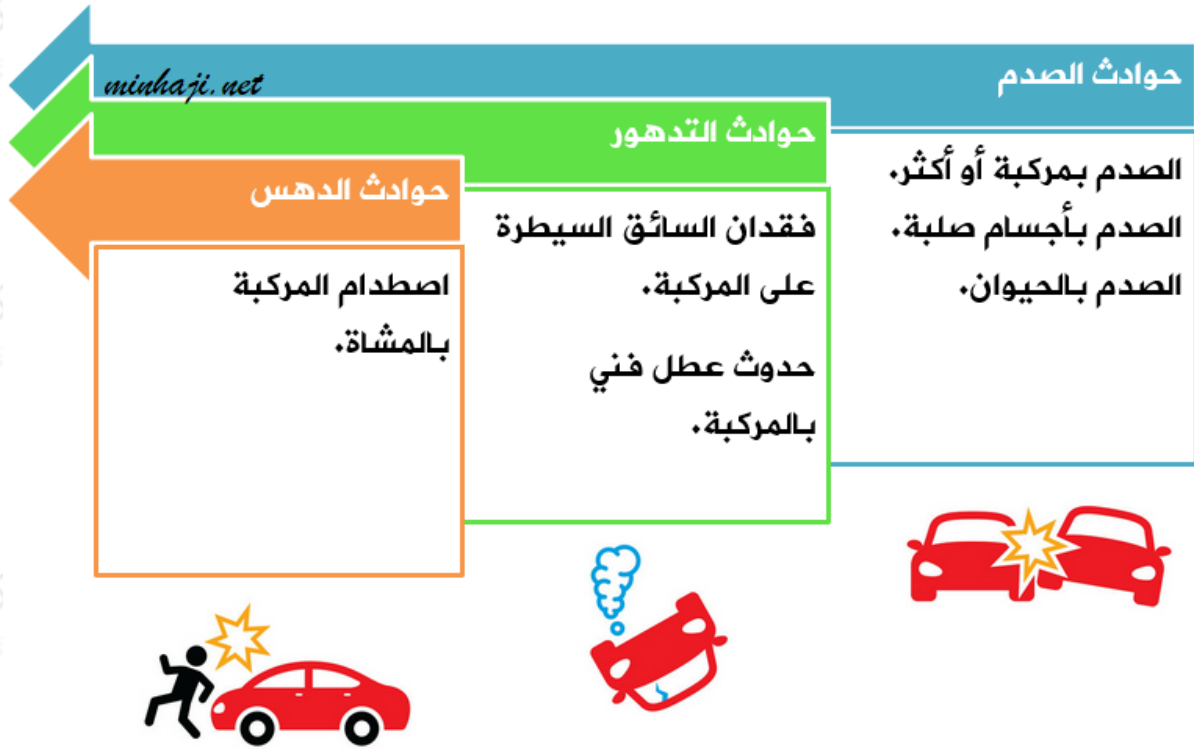 حوادث الصدم
الصدم بمركبة أو أكثر.
الصدم بأجسام صلبة.
الصدم بالحيوان.
حوادث التدهور
فقدان السائق السيطرة
على المركبة.
حدوث عطل فني
بالمركبة.
حوادث الدهس
اصطدام المركبة
بالمشاة.
minhaji.net